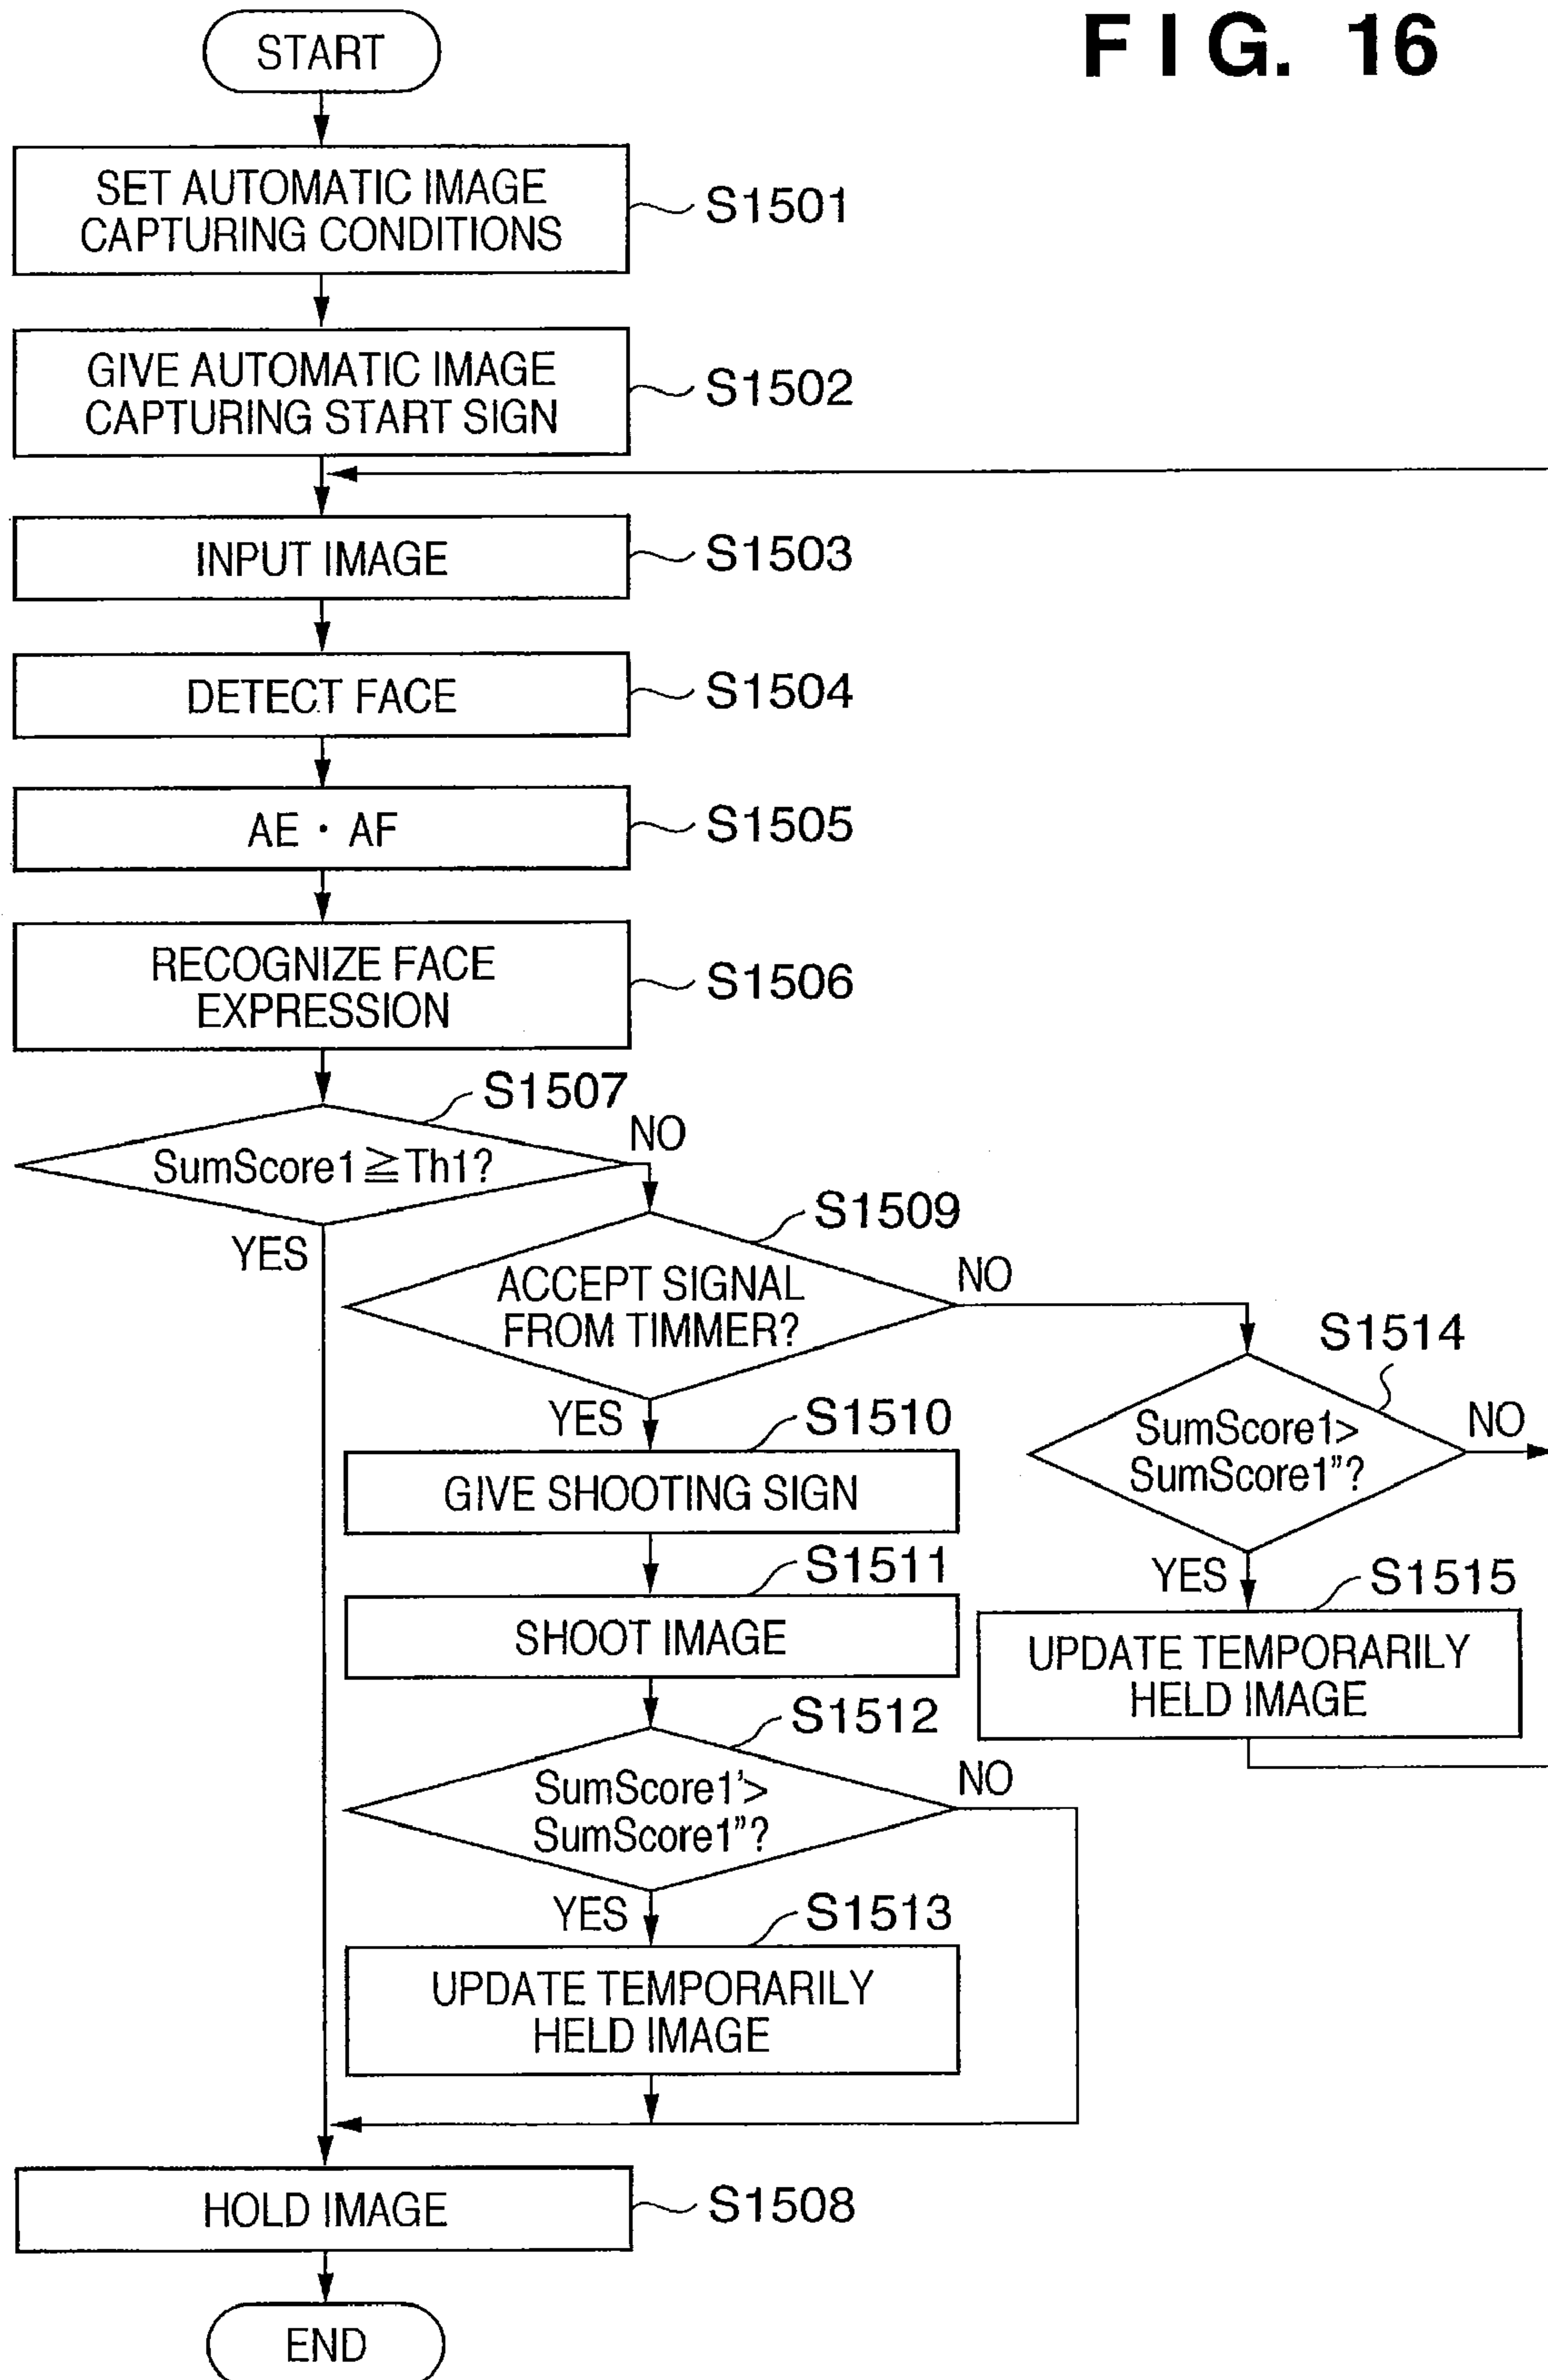 FIG. 16
START
SET AUTOMATIC IMAGE
CAPTURING CONDITIONS
S1501
GIVE AUTOMATIC IMAGE
CAPTURING START SIGN
S1502
INPUT IMAGE
S1503
DETECT FACE
S1504
AE・AF
S1505
RECOGNIZE FACE
EXPRESSION
S1506
S1507
SumScore1≧Th1?
NO
YES
S1509
ACCEPT SIGNAL
FROM TIMMER?
NO
YES
S1514
SumScore1>
SumScore1”?
NO
YES
S1510
GIVE SHOOTING SIGN
S1511
SHOOT IMAGE
S1515
UPDATE TEMPORARILY
HELD IMAGE
S1512
SumScore1’>
SumScore1”?
NO
YES
S1513
UPDATE TEMPORARILY
HELD IMAGE
HOLD IMAGE
S1508
END